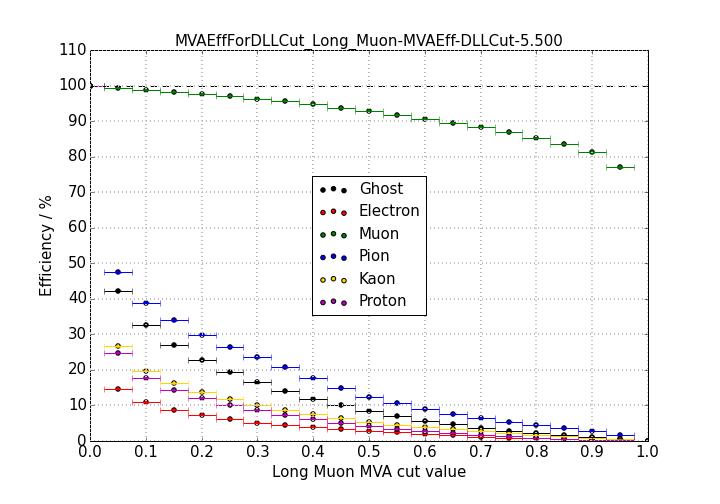 MVAEffForDLLCut_Long_Muon-MVAEff-DLLCut-5.500
110
100
90
80
70
60
50
40
30
20
10
0
Efficiency / %
Ghost
Electron
Muon
Pion
Kaon
Proton
0.0 0.1 0.2 0.3 0.4 0.5 0.6 0.7 0.8 0.9 1.0
Long Muon MVA cut value